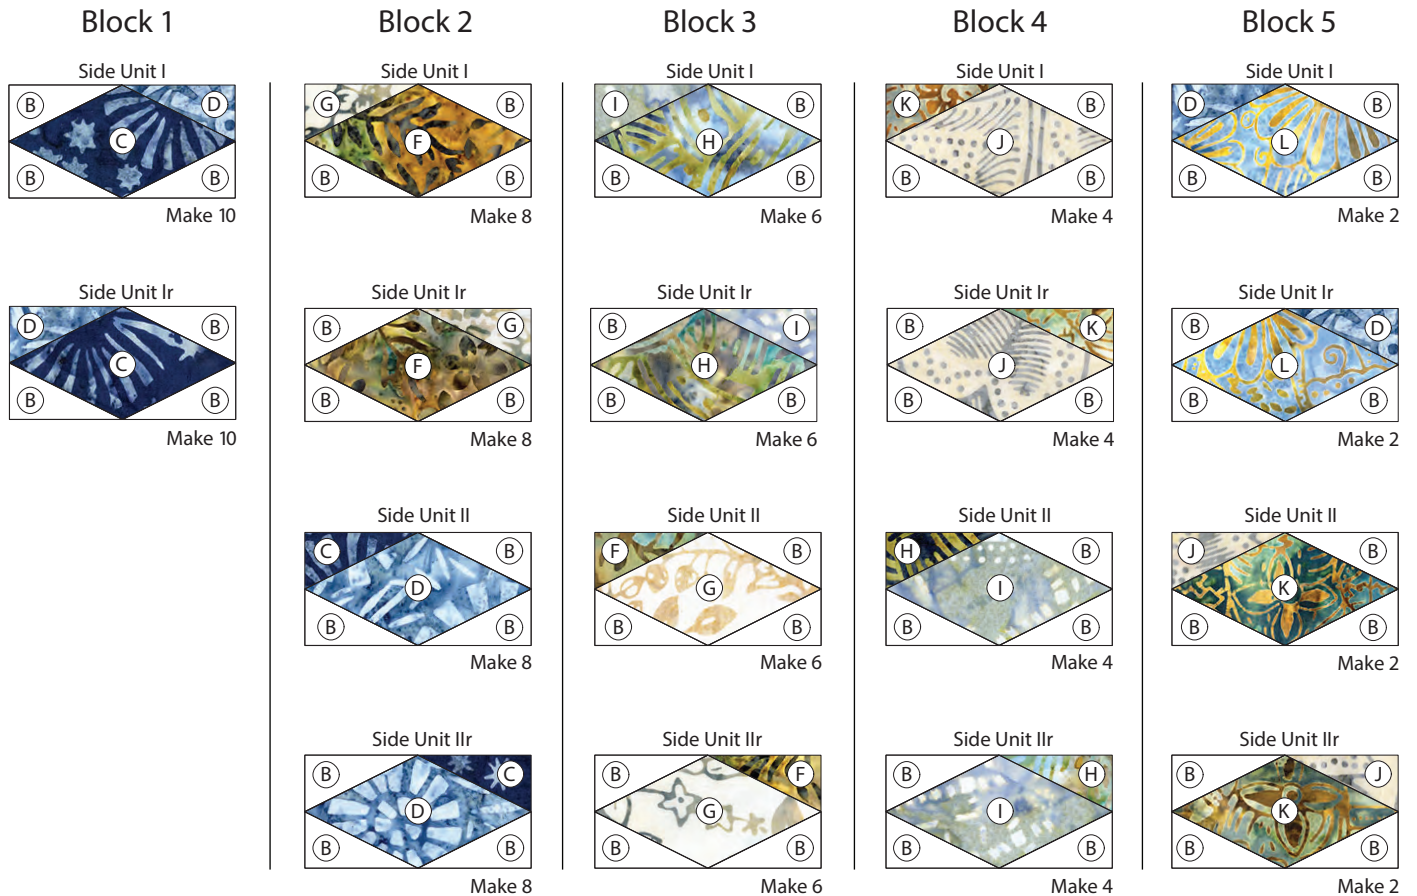 Block 1
Side Unit I
B D
C
B B
Make 10
Side Unit Ir
D B
C
B B
Make 10
Block 2
Side Unit I
G B
F
B B
Make 8
Side Unit Ir
B G
F
B B
Make 8
Side Unit II
C B
D
B B
Make 8
Side Unit IIr
B C
D
B B
Make 8
Block 3
Side Unit I
I B
H
B B
Make 6
Side Unit Ir
B I
H
B B
Make 6
Side Unit II
F B
G
B B
Make 6
Side Unit IIr
B F
G
B B
Make 6
Block 4
Side Unit I
K B
J
B B
Make 4
Side Unit Ir
B K
J
B B
Make 4
Side Unit II
H B
I
B B
Make 4
Side Unit IIr
B H
I
B B
Make 4
Block 5
Side Unit I
D B
L
B B
Make 2
Side Unit Ir
B D
L
B B
Make 2
Side Unit II
J B
K
B B
Make 2
Side Unit IIr
B J
K
B B
Make 2